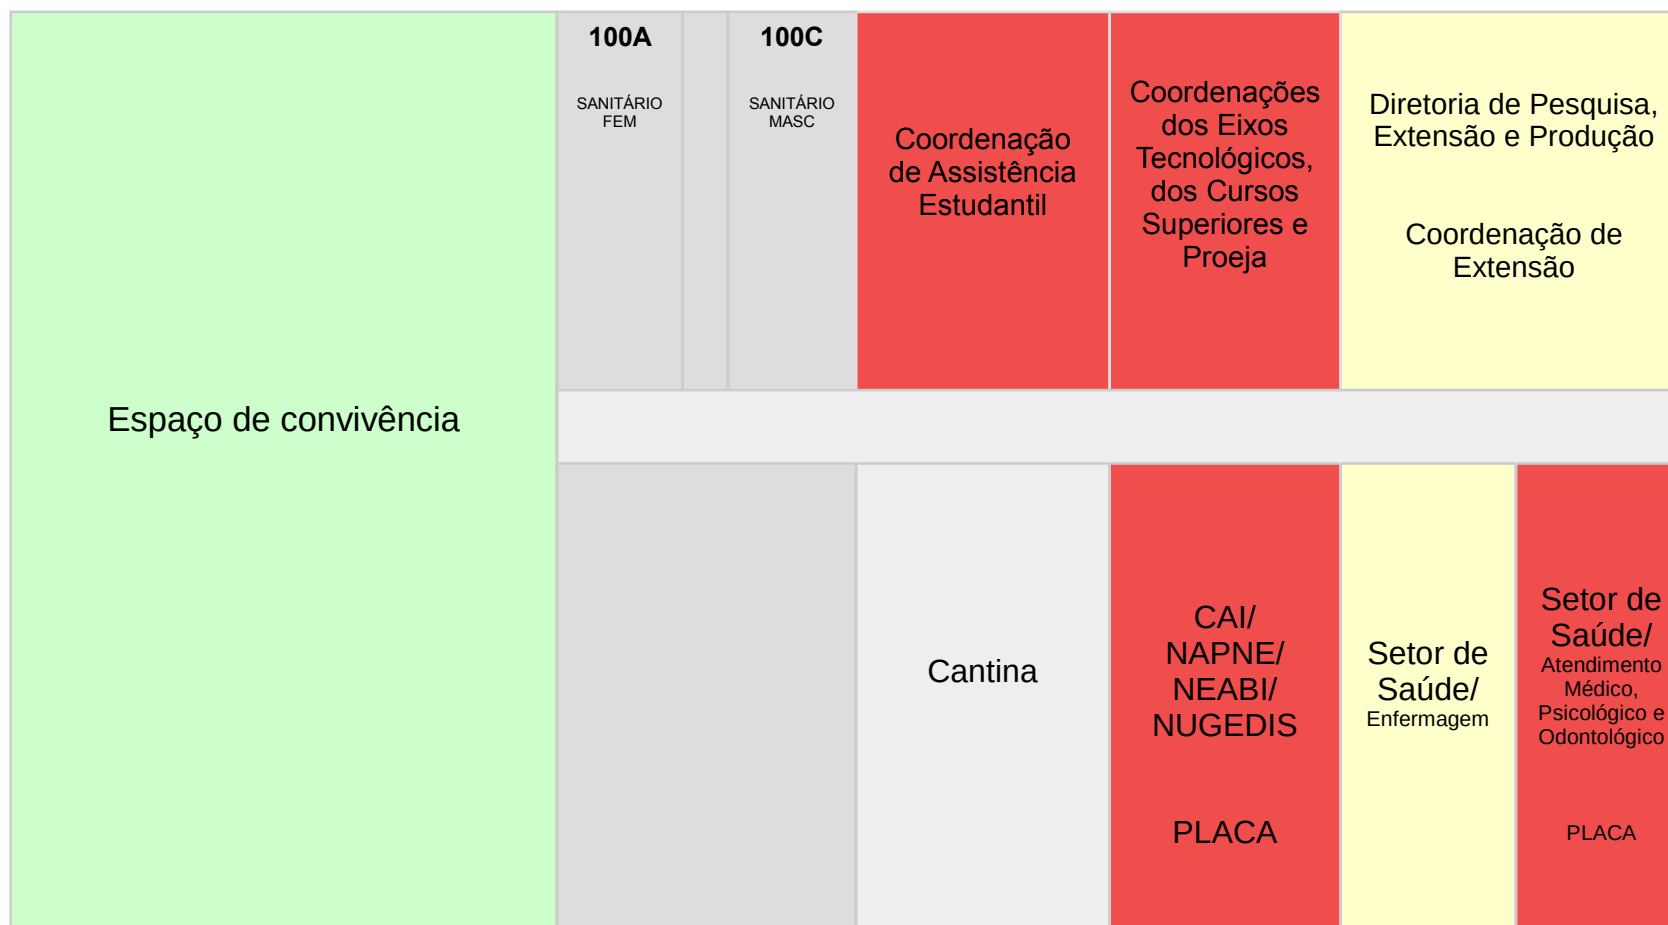 100A
SANITÁRIO
FEM
100C
SANITÁRIO
MASC
Coordenação
de Assistência
Estudantil
Coordenações
dos Eixos
Tecnológicos,
dos Cursos
Superiores e
Proeja
Diretoria de Pesquisa,
Extensão e Produção
Coordenação de
Extensão
Espaço de convivência
Cantina
CAI/
NAPNE/
NEABI/
NUGEDIS
PLACA
Setor de
Saúde/
Enfermagem
Setor de
Saúde/
Atendimento
Médico,
Psicológico e
Odontológico
PLACA